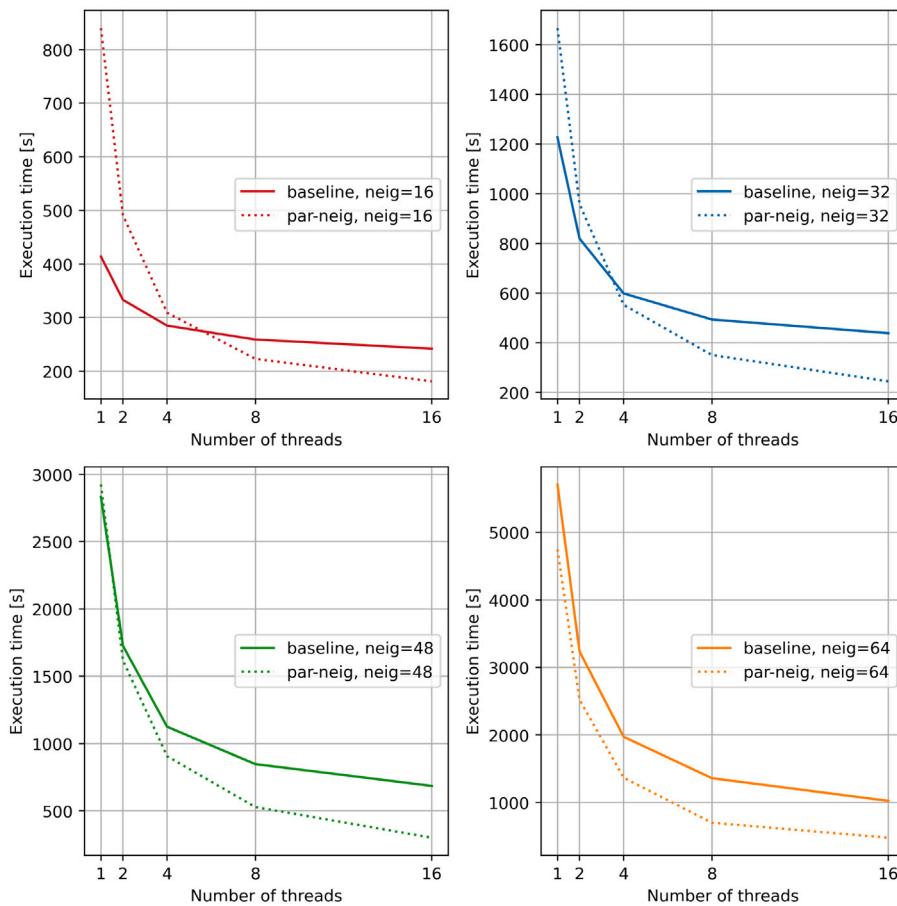 800
700
600
500
400
300
200
Execution time [s]
baseline, neig=16
par-neig, neig=16
1 2 4 8 16
Number of threads
1600
1400
1200
1000
800
600
400
200
Execution time [s]
baseline, neig=32
par-neig, neig=32
1 2 4 8 16
Number of threads
3000
2500
2000
1500
1000
500
Execution time [s]
baseline, neig=48
par-neig, neig=48
1 2 4 8 16
Number of threads
5000
4000
3000
2000
1000
Execution time [s]
baseline, neig=64
par-neig, neig=64
1 2 4 8 16
Number of threads